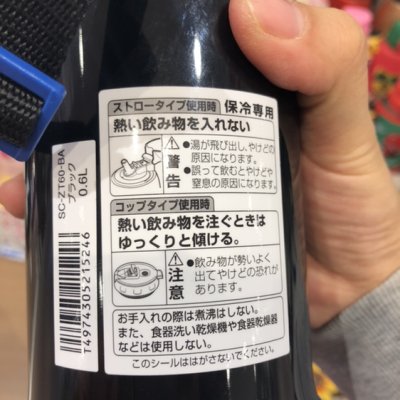 ストロータイプ使用時 保冷専用
熱い飲み物を入れない
警告
●湯が飛び出し、やけどの
原因になります。
●誤って飲むとやけどや
窒息の原因になります。
コップタイプ使用時
熱い飲み物を注ぐときは
ゆっくりと傾ける。
注意
●飲み物が勢いよく
出てやけどの恐れが
あります。
お手入れの際は煮沸はしない。
また、食器洗い乾燥機や食器乾燥器
などは使用しない。
このシールははがさないでください。
SC-ZT60-BA
ブラック
0.6L
T4974305215246